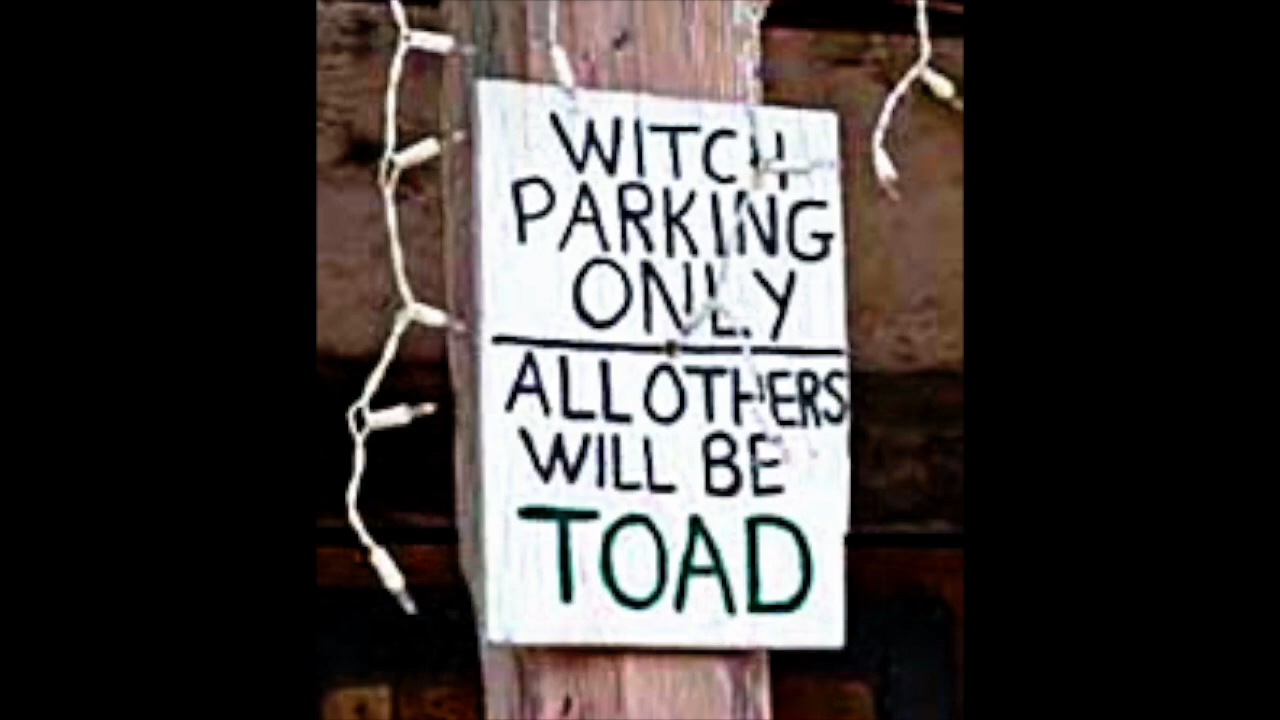 WITCH
PARKING
ONLY
ALL OTHERS
WILL BE
TOAD